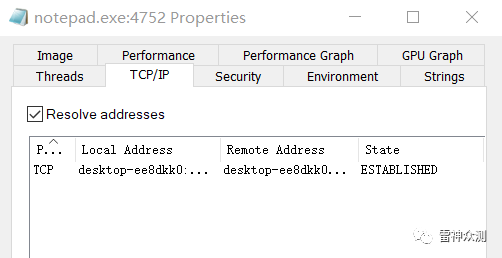 notepad.exe:4752 Properties
Image Performance Performance Graph GPU Graph
Threads TCP/IP Security Environment Strings
Resolve addresses
P... Local Address Remote Address State
TCP desktop-ee8dkk0:... desktop-ee8dkk0... ESTABLISHED
雷神众测